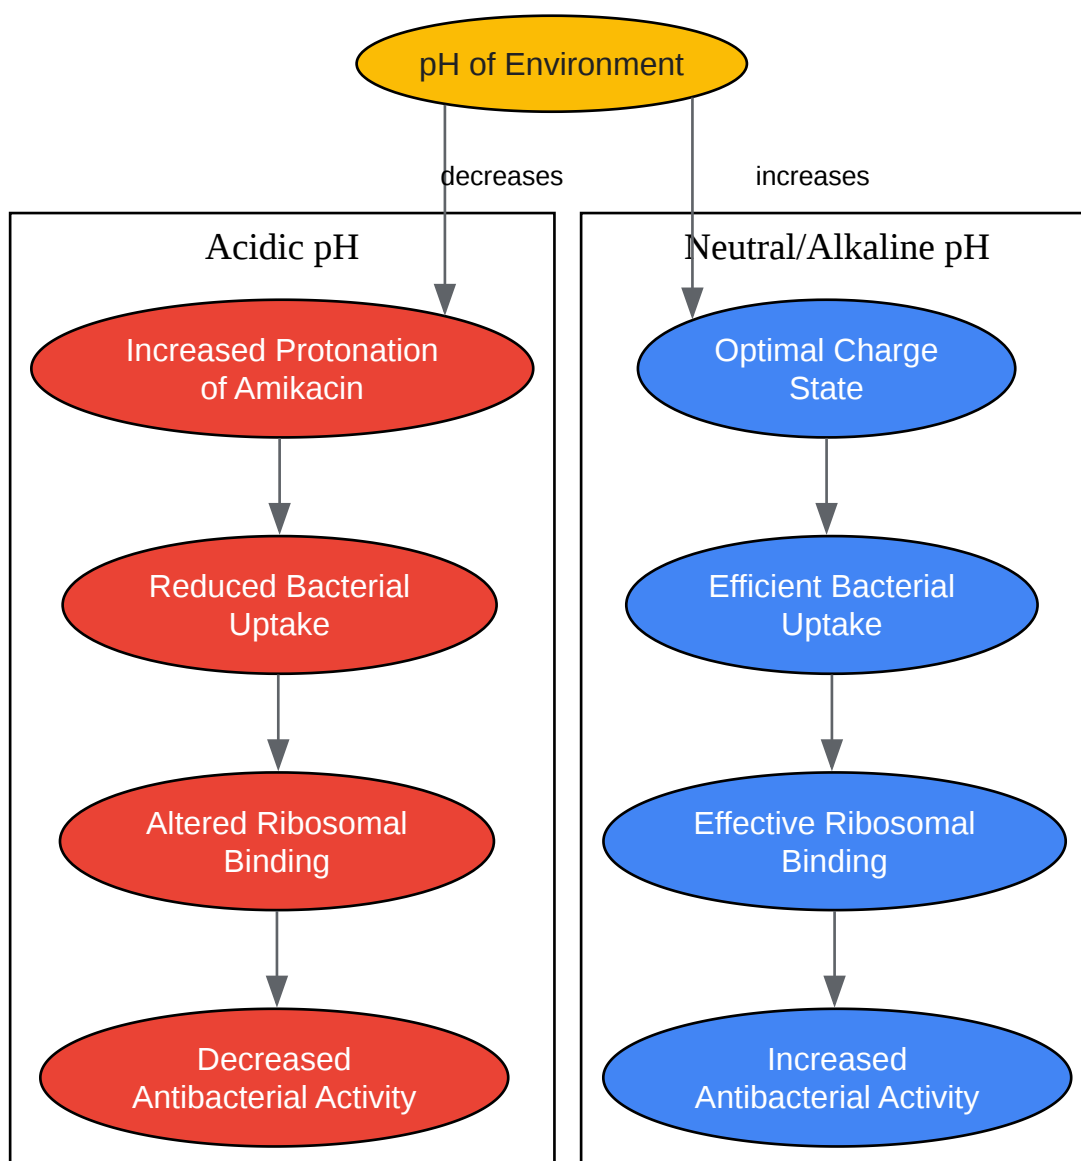 pH of Environment
decreases
increases
Acidic pH
Increased Protonation
of Amikacin
Reduced Bacterial
Uptake
Altered Ribosomal
Binding
Decreased
Antibacterial Activity
Neutral/Alkaline pH
Optimal Charge
State
Efficient Bacterial
Uptake
Effective Ribosomal
Binding
Increased
Antibacterial Activity